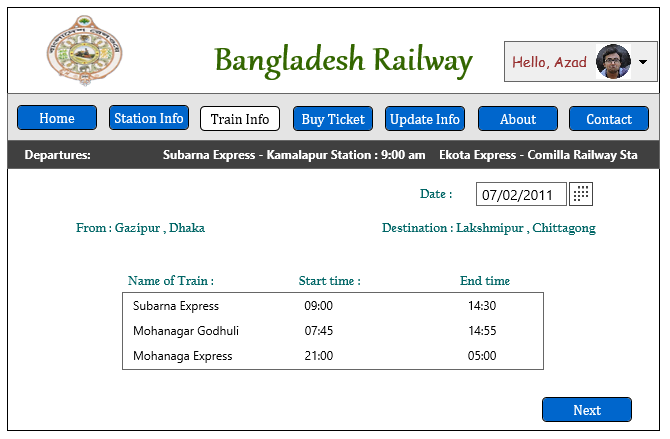 Bangladesh Railway
Hello, Azad
Home Station Info Train Info Buy Ticket Update Info About Contact
Departures: Subarna Express - Kamalapur Station : 9:00 am Ekota Express - Comilla Railway Sta
Date : 07/02/2011
From : Gazipur , Dhaka Destination : Lakshmipur , Chittagong
Name of Train : Start time : End time
Subarna Express 09:00 14:30
Mohanagar Godhuli 07:45 14:55
Mohanaga Express 21:00 05:00
Next